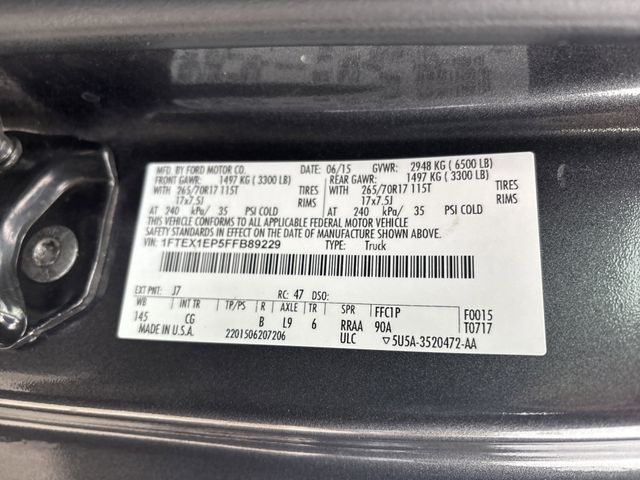 MFD. BY FORD MOTOR CO. DATE: 06/15 GVWR: 2948 KG ( 6500 LB)
FRONT GAWR: 1497 KG ( 3300 LB) REAR GAWR: 1497 KG ( 3300 LB)
265/70R17 115T TIRES 265/70R17 115T TIRES
17x7.5J RIMS 17x7.5J RIMS
AT 240 kPa/ 35 PSI COLD AT 240 kPa/ 35 PSI COLD
THIS VEHICLE CONFORMS TO ALL APPLICABLE FEDERAL MOTOR VEHICLE
SAFETY STANDARDS IN EFFECT ON THE DATE OF MANUFACTURE SHOWN ABOVE.
VIN: 1FTEX1EP5FFB89229 TYPE: Truck
EXT PNT: J7 RC: 47 DSO:
WB INT TR TP/PS R AXLE TR SPR FFC1P F0015
145 CG B L9 6 RRAA 90A T0717
MADE IN U.S.A. 2201506207206 ULC ▽5U5A-3520472-AA